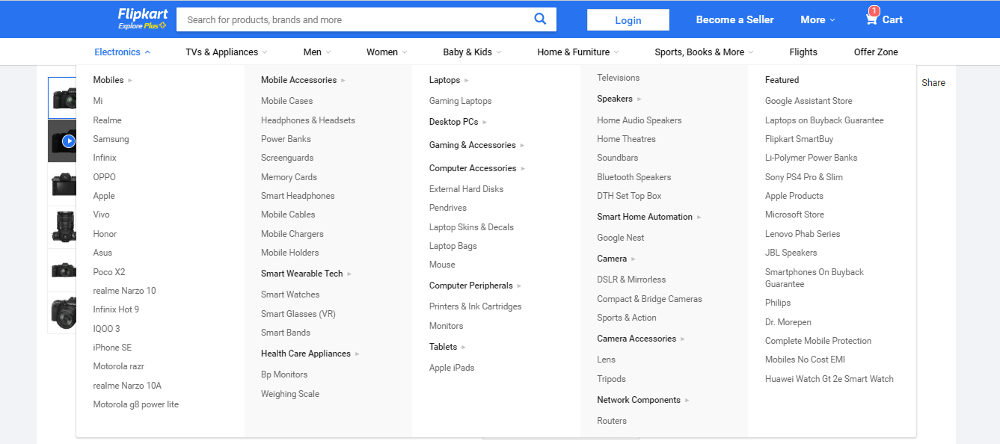 Flipkart
Explore Plus
Search for products, brands and more
Login
Become a Seller
More
1
Cart
Electronics
TVs & Appliances
Men
Women
Baby & Kids
Home & Furniture
Sports, Books & More
Flights
Offer Zone
Mobiles
Mi
Realme
Samsung
Infinix
OPPO
Apple
Vivo
Honor
Asus
Poco X2
realme Narzo 10
Infinix Hot 9
IQOO 3
iPhone SE
Motorola razr
realme Narzo 10A
Motorola g8 power lite
Mobile Accessories
Mobile Cases
Headphones & Headsets
Power Banks
Screenguards
Memory Cards
Smart Headphones
Mobile Cables
Mobile Chargers
Mobile Holders
Smart Wearable Tech
Smart Watches
Smart Glasses (VR)
Smart Bands
Health Care Appliances
Bp Monitors
Weighing Scale
Laptops
Gaming Laptops
Desktop PCs
Gaming & Accessories
Computer Accessories
External Hard Disks
Pendrives
Laptop Skins & Decals
Laptop Bags
Mouse
Computer Peripherals
Printers & Ink Cartridges
Monitors
Tablets
Apple iPads
Televisions
Speakers
Home Audio Speakers
Home Theatres
Soundbars
Bluetooth Speakers
DTH Set Top Box
Smart Home Automation
Google Nest
Camera
DSLR & Mirrorless
Compact & Bridge Cameras
Sports & Action
Camera Accessories
Lens
Tripods
Network Components
Routers
Featured
Google Assistant Store
Laptops on Buyback Guarantee
Flipkart SmartBuy
Li-Polymer Power Banks
Sony PS4 Pro & Slim
Apple Products
Microsoft Store
Lenovo Phab Series
JBL Speakers
Smartphones On Buyback
Guarantee
Philips
Dr. Morepen
Complete Mobile Protection
Mobiles No Cost EMI
Huawei Watch Gt 2e Smart Watch
Share